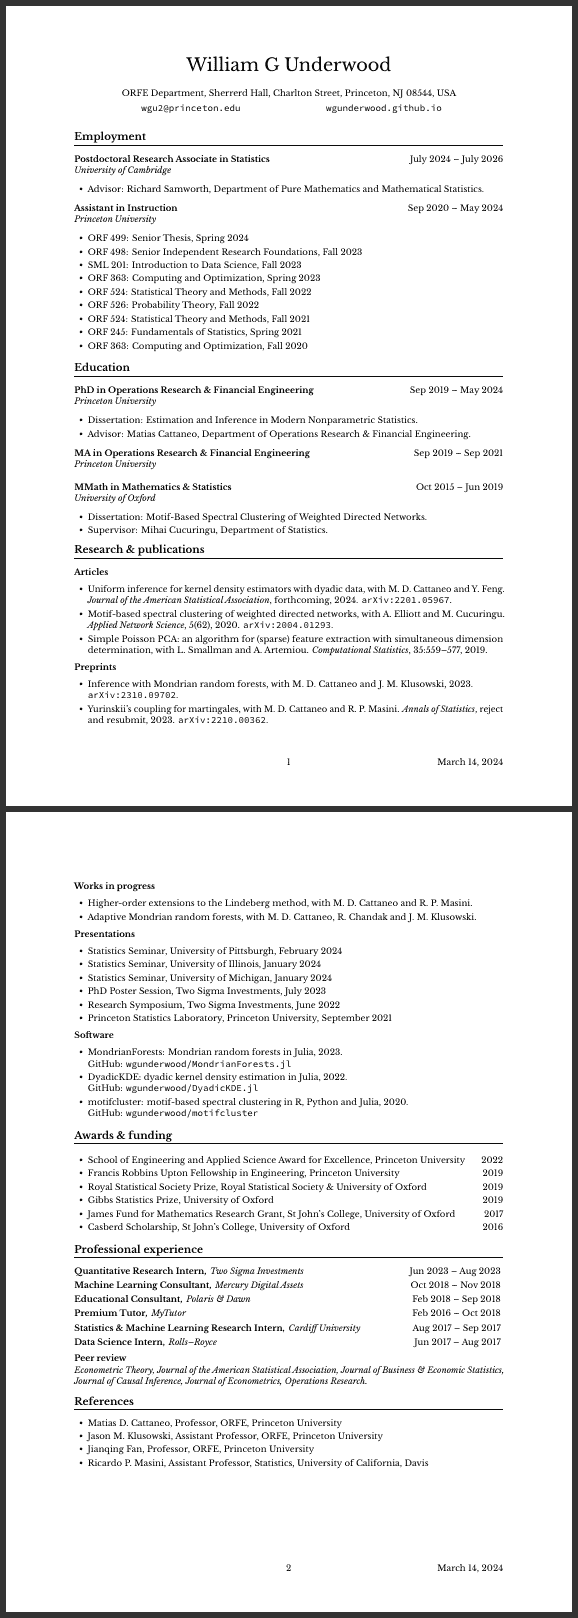 William G Underwood
ORFE Department, Sherrerd Hall, Charlton Street, Princeton, NJ 08544, USA
wgu2@princeton.edu wgunderwood.github.io
Employment
Postdoctoral Research Associate in Statistics July 2024 – July 2026
University of Cambridge
• Advisor: Richard Samworth, Department of Pure Mathematics and Mathematical Statistics.
Assistant in Instruction Sep 2020 – May 2024
Princeton University
• ORF 499: Senior Thesis, Spring 2024
• ORF 498: Senior Independent Research Foundations, Fall 2023
• SML 201: Introduction to Data Science, Fall 2023
• ORF 363: Computing and Optimization, Spring 2023
• ORF 524: Statistical Theory and Methods, Fall 2022
• ORF 526: Probability Theory, Fall 2022
• ORF 524: Statistical Theory and Methods, Fall 2021
• ORF 245: Fundamentals of Statistics, Spring 2021
• ORF 363: Computing and Optimization, Fall 2020
Education
PhD in Operations Research & Financial Engineering Sep 2019 – May 2024
Princeton University
• Dissertation: Estimation and Inference in Modern Nonparametric Statistics.
• Advisor: Matias Cattaneo, Department of Operations Research & Financial Engineering.
MA in Operations Research & Financial Engineering Sep 2019 – Sep 2021
Princeton University
MMath in Mathematics & Statistics Oct 2015 – Jun 2019
University of Oxford
• Dissertation: Motif-Based Spectral Clustering of Weighted Directed Networks.
• Supervisor: Mihai Cucuringu, Department of Statistics.
Research & publications
Articles
• Uniform inference for kernel density estimators with dyadic data, with M. D. Cattaneo and Y. Feng.
Journal of the American Statistical Association, forthcoming, 2024. arXiv:2201.05967.
• Motif-based spectral clustering of weighted directed networks, with A. Elliott and M. Cucuringu.
Applied Network Science, 5(62), 2020. arXiv:2004.01293.
• Simple Poisson PCA: an algorithm for (sparse) feature extraction with simultaneous dimension
determination, with L. Smallman and A. Artemiou. Computational Statistics, 35:559–577, 2019.
Preprints
• Inference with Mondrian random forests, with M. D. Cattaneo and J. M. Klusowski, 2023.
arXiv:2310.09702.
• Yurinskii's coupling for martingales, with M. D. Cattaneo and R. P. Masini. Annals of Statistics, reject
and resubmit, 2023. arXiv:2210.00362.
1 March 14, 2024
Works in progress
• Higher-order extensions to the Lindeberg method, with M. D. Cattaneo and R. P. Masini.
• Adaptive Mondrian random forests, with M. D. Cattaneo, R. Chandak and J. M. Klusowski.
Presentations
• Statistics Seminar, University of Pittsburgh, February 2024
• Statistics Seminar, University of Illinois, January 2024
• Statistics Seminar, University of Michigan, January 2024
• PhD Poster Session, Two Sigma Investments, July 2023
• Research Symposium, Two Sigma Investments, June 2022
• Princeton Statistics Laboratory, Princeton University, September 2021
Software
• MondrianForests: Mondrian random forests in Julia, 2023.
GitHub: wgunderwood/MondrianForests.jl
• DyadicKDE: dyadic kernel density estimation in Julia, 2022.
GitHub: wgunderwood/DyadicKDE.jl
• motifcluster: motif-based spectral clustering in R, Python and Julia, 2020.
GitHub: wgunderwood/motifcluster
Awards & funding
• School of Engineering and Applied Science Award for Excellence, Princeton University 2022
• Francis Robbins Upton Fellowship in Engineering, Princeton University 2019
• Royal Statistical Society Prize, Royal Statistical Society & University of Oxford 2019
• Gibbs Statistics Prize, University of Oxford 2019
• James Fund for Mathematics Research Grant, St John's College, University of Oxford 2017
• Casberd Scholarship, St John's College, University of Oxford 2016
Professional experience
Quantitative Research Intern, Two Sigma Investments Jun 2023 – Aug 2023
Machine Learning Consultant, Mercury Digital Assets Oct 2018 – Nov 2018
Educational Consultant, Polaris & Dawn Feb 2018 – Sep 2018
Premium Tutor, MyTutor Feb 2016 – Oct 2018
Statistics & Machine Learning Research Intern, Cardiff University Aug 2017 – Sep 2017
Data Science Intern, Rolls–Royce Jun 2017 – Aug 2017
Peer review
Econometric Theory, Journal of the American Statistical Association, Journal of Business & Economic Statistics,
Journal of Causal Inference, Journal of Econometrics, Operations Research.
References
• Matias D. Cattaneo, Professor, ORFE, Princeton University
• Jason M. Klusowski, Assistant Professor, ORFE, Princeton University
• Jianqing Fan, Professor, ORFE, Princeton University
• Ricardo P. Masini, Assistant Professor, Statistics, University of California, Davis
2 March 14, 2024